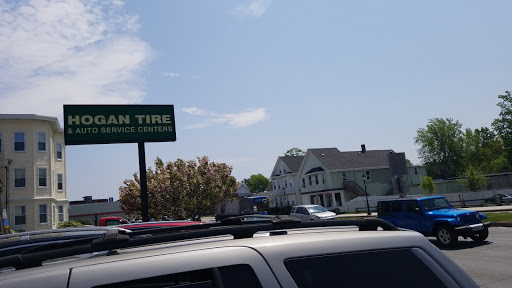 HOGAN TIRE
& AUTO SERVICE CENTERS